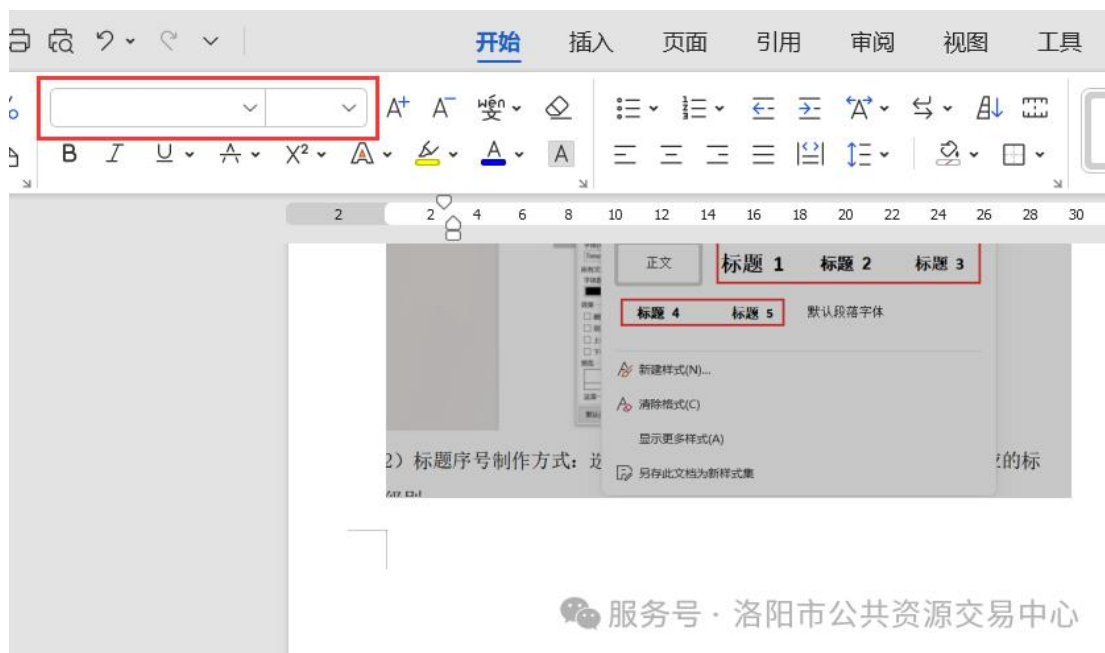 开始 插入 页面 引用 审阅 视图 工具
A+ A- wén 变
B I U A X² A A A
2 2 4 6 8 10 12 14 16 18 20 22 24 26 28 30
正文 标题 1 标题 2 标题 3
标题 4 标题 5 默认段落字体
新建样式(N)...
清除格式(C)
显示更多样式(A)
2）标题序号制作方式：
的标
另存此文档为新样式集
服务号 · 洛阳市公共资源交易中心